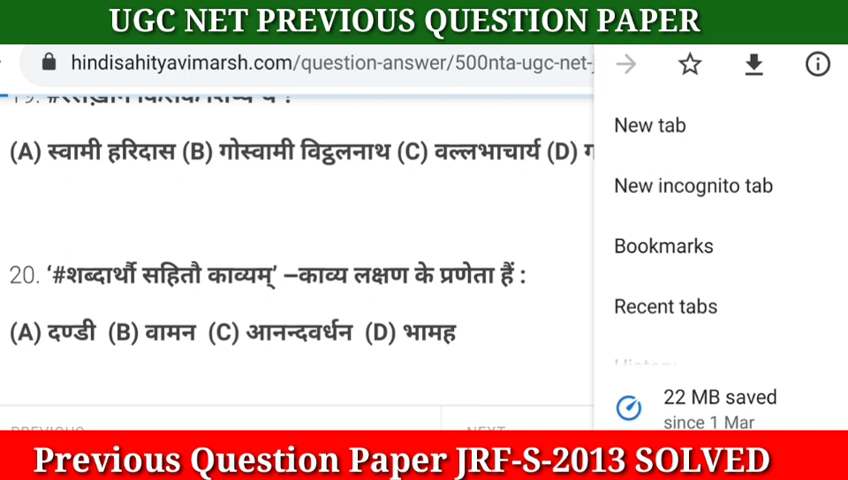 UGC NET PREVIOUS QUESTION PAPER
hindisahityavimarsh.com/question-answer/500nta-ugc-net-
(A) स्वामी हरिदास (B) गोस्वामी विट्ठलनाथ (C) वल्लभाचार्य (D)
20. ‘#शब्दार्थौ सहितौ काव्यम्’ –काव्य लक्षण के प्रणेता हैं :
(A) दण्डी (B) वामन (C) आनन्दवर्धन (D) भामह
New tab
New incognito tab
Bookmarks
Recent tabs
22 MB saved
since 1 Mar
Previous Question Paper JRF-S-2013 SOLVED